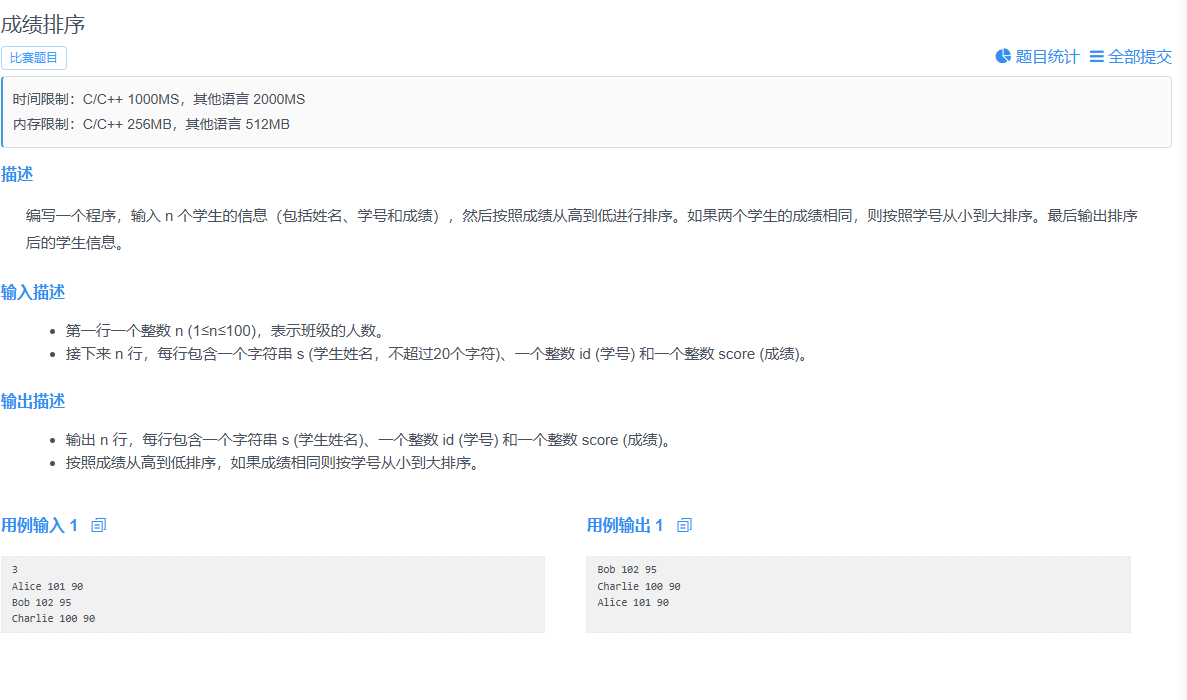 成绩排序
比赛题目
题目统计 全部提交
时间限制：C/C++ 1000MS，其他语言 2000MS
内存限制：C/C++ 256MB，其他语言 512MB
描述
编写一个程序，输入 n 个学生的信息（包括姓名、学号和成绩），然后按照成绩从高到低进行排序。如果两个学生的成绩相同，则按照学号从小到大排序。最后输出排序
后的学生信息。
输入描述
第一行一个整数 n (1≤n≤100)，表示班级的人数。
接下来 n 行，每行包含一个字符串 s (学生姓名，不超过20个字符)、一个整数 id (学号) 和一个整数 score (成绩)。
输出描述
输出 n 行，每行包含一个字符串 s (学生姓名)、一个整数 id (学号) 和一个整数 score (成绩)。
按照成绩从高到低排序，如果成绩相同则按学号从小到大排序。
用例输入 1
3
Alice 101 90
Bob 102 95
Charlie 100 90
用例输出 1
Bob 102 95
Charlie 100 90
Alice 101 90